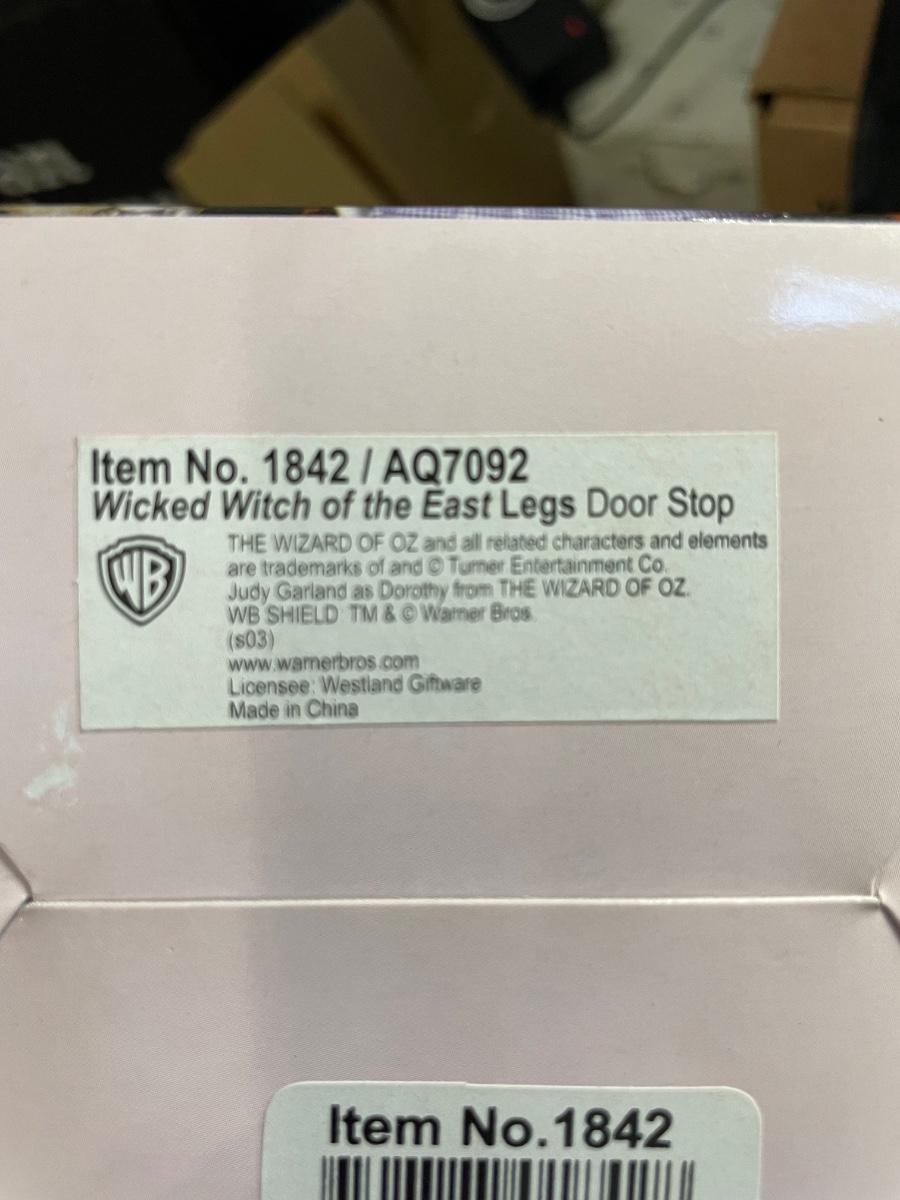 Item No. 1842 / AQ7092
Wicked Witch of the East Legs Door Stop
WB
THE WIZARD OF OZ and all related characters and elements
are trademarks of and © Turner Entertainment Co.
Judy Garland as Dorothy from THE WIZARD OF OZ.
WB SHIELD TM & © Warner Bros.
(s03)
www.warnerbros.com
Licensee: Westland Giftware
Made in China
Item No.1842